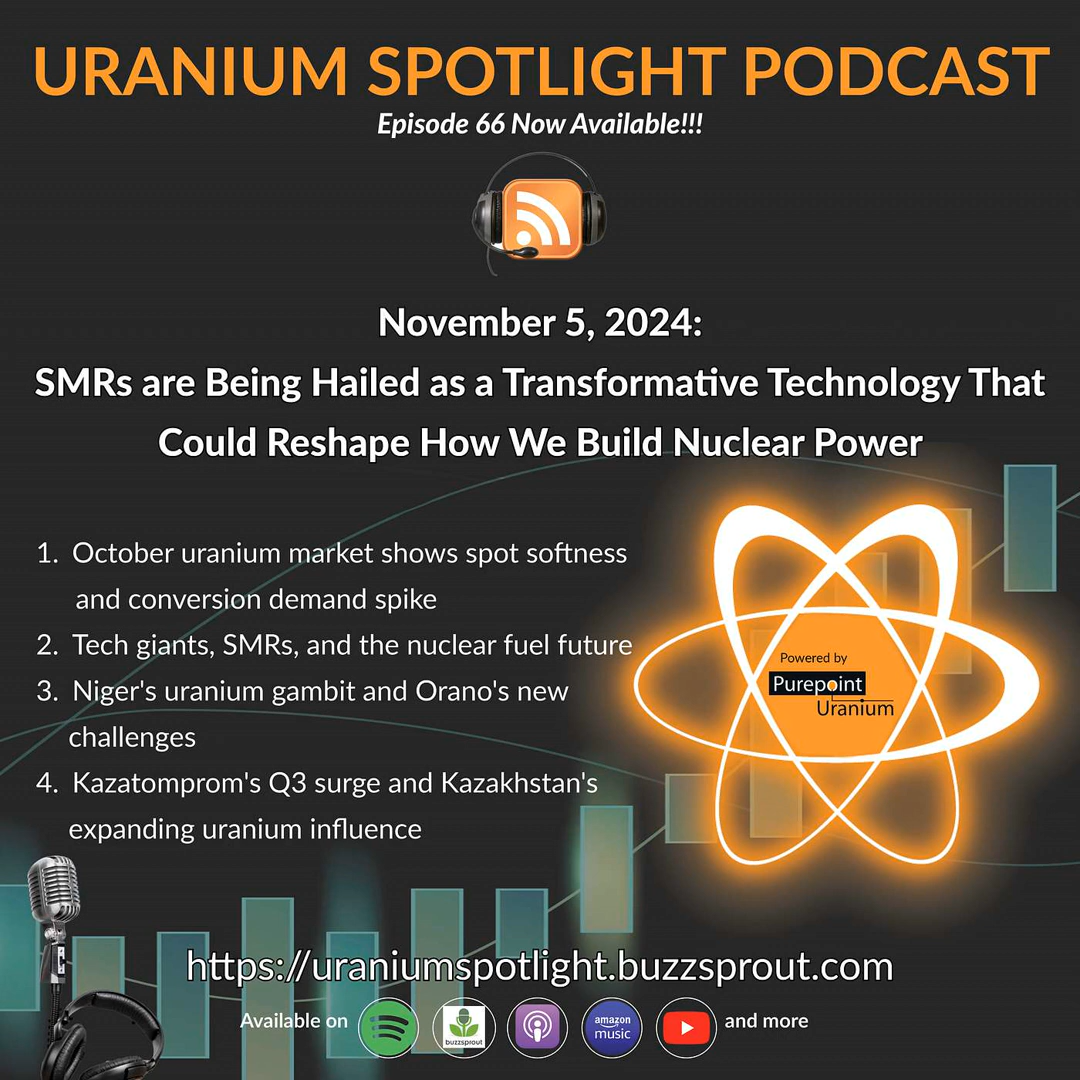 URANIUM SPOTLIGHT PODCAST
Episode 66 Now Available!!!
November 5, 2024:
SMRs are Being Hailed as a Transformative Technology That
Could Reshape How We Build Nuclear Power
1. October uranium market shows spot softness
and conversion demand spike
2. Tech giants, SMRs, and the nuclear fuel future
3. Niger's uranium gambit and Orano's new
challenges
4. Kazatomprom's Q3 surge and Kazakhstan's
expanding uranium influence
Powered by
Purepoint
Uranium
https://uraniumspotlight.buzzsprout.com
Available on
buzzsprout
amazon
music
and more